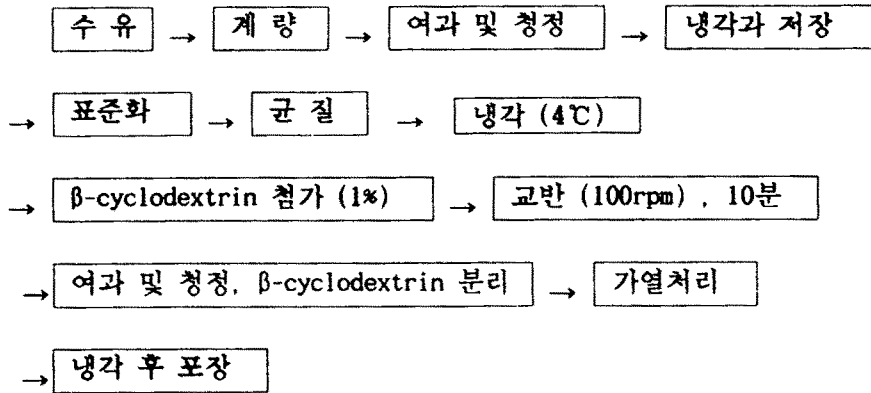 수 유 → 계 량 → 여과 및 청정 → 냉각과 저장
→ 표준화 → 균 질 → 냉각 (4℃)
→ β-cyclodextrin 첨가 (1%) → 교반 (100rpm) , 10분
→ 여과 및 청정, β-cyclodextrin 분리 → 가열처리
→ 냉각 후 포장